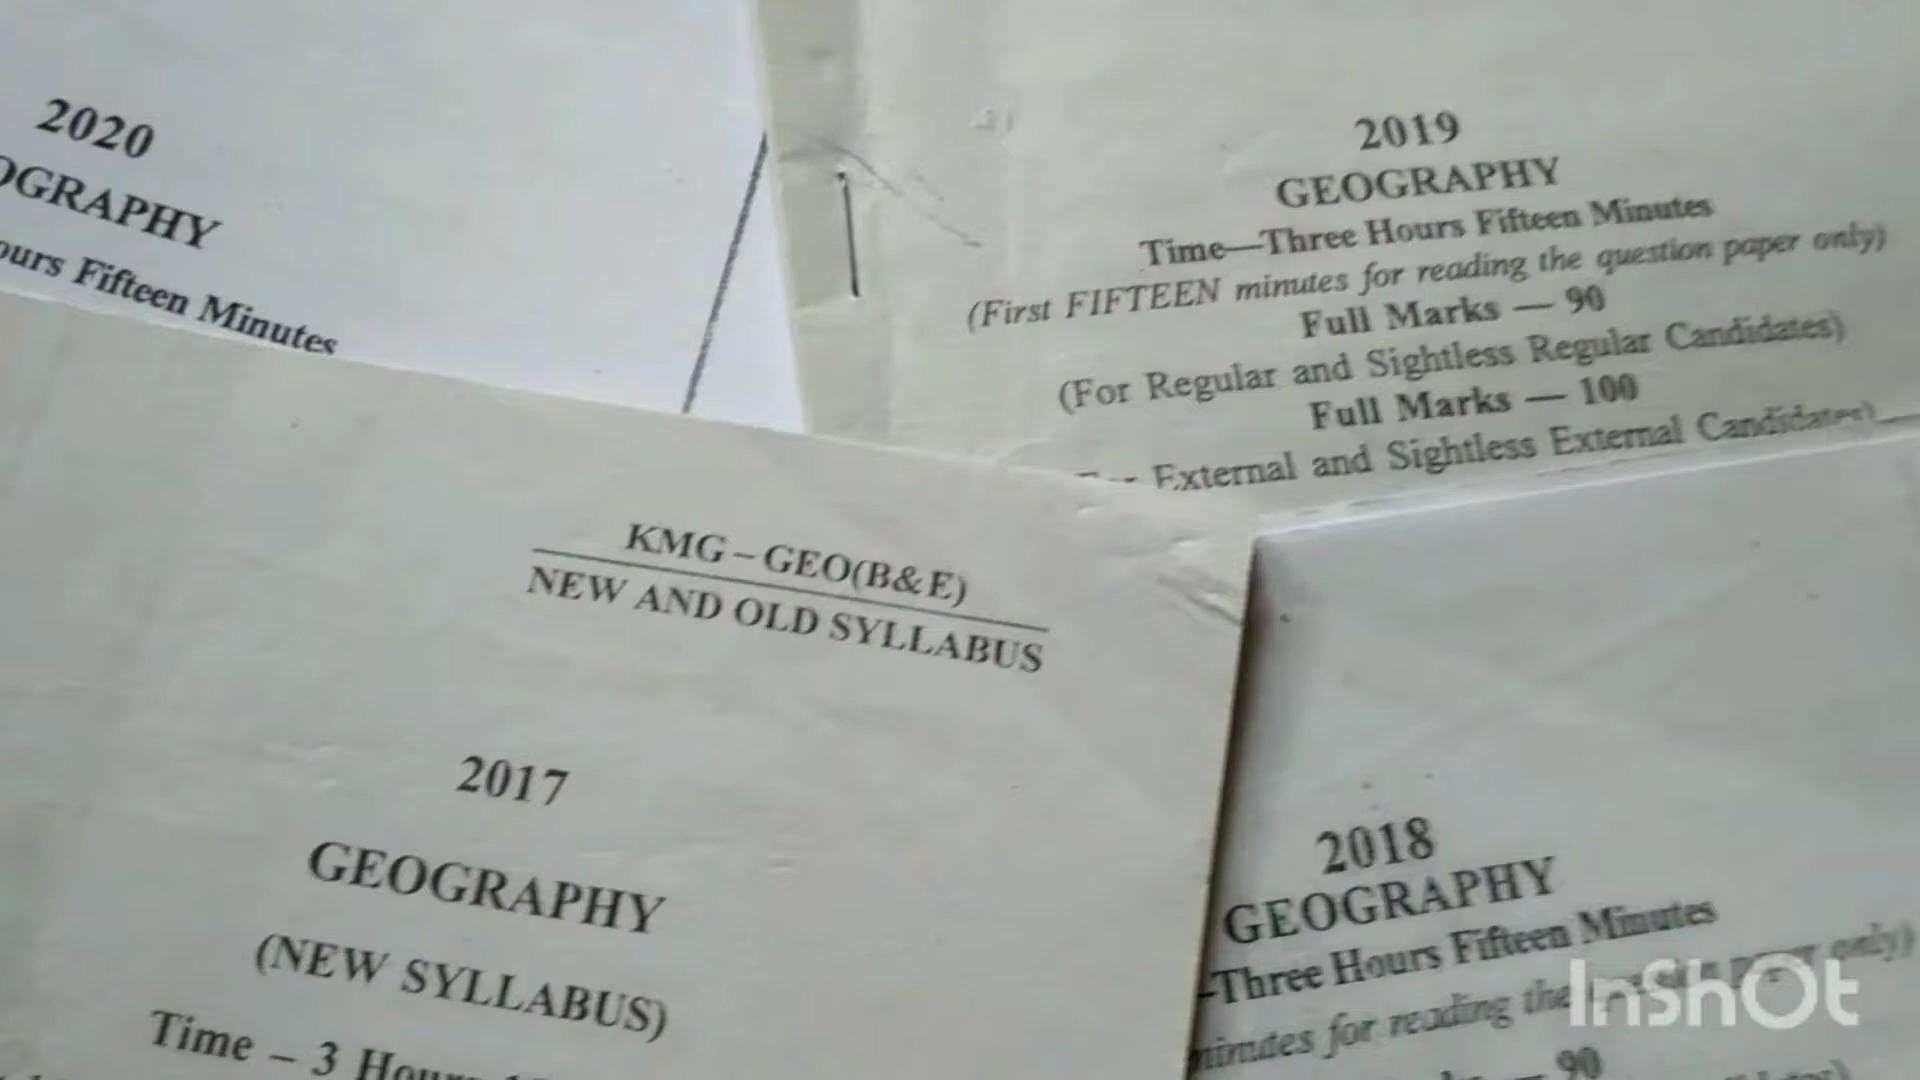 2020
OGRAPHY
ours Fifteen Minutes
2019
GEOGRAPHY
Time—Three Hours Fifteen Minutes
(First FIFTEEN minutes for reading the question paper only)
Full Marks — 90
(For Regular and Sightless Regular Candidates)
Full Marks — 100
External and Sightless External Candidates)
KMG – GEO(B&E)
NEW AND OLD SYLLABUS
2017
GEOGRAPHY
(NEW SYLLABUS)
Time – 3
2018
GEOGRAPHY
-Three Hours Fifteen Minutes
minutes for reading the only)
90
InShOt